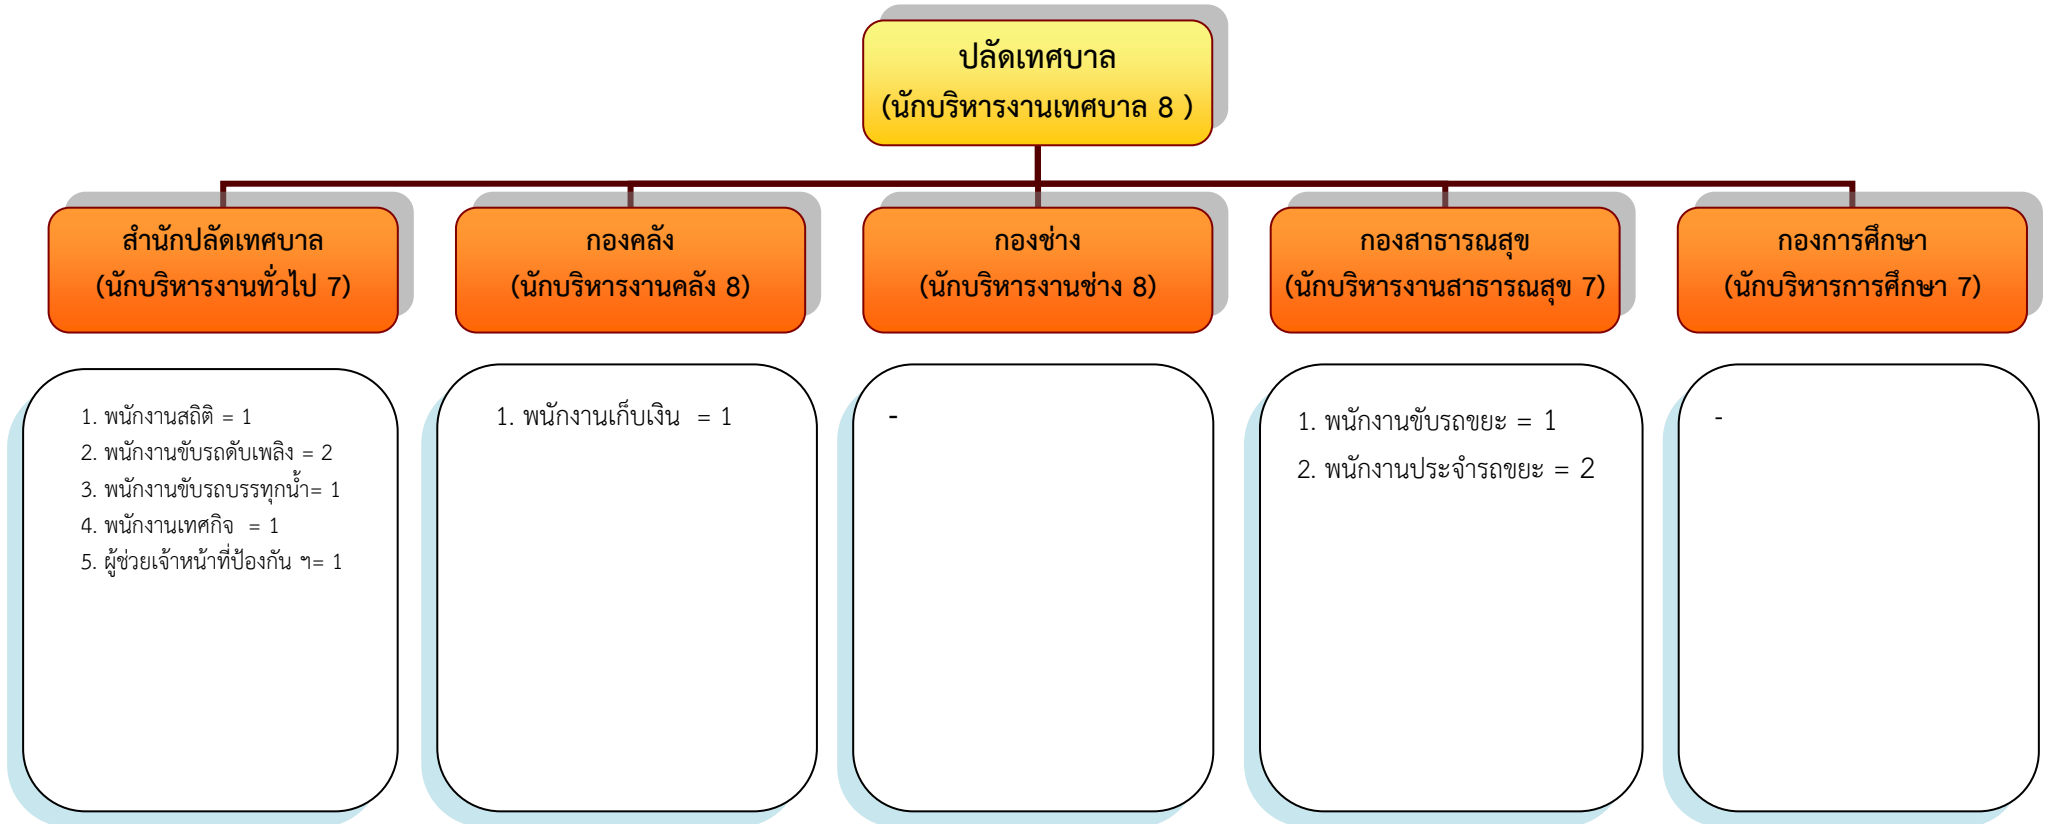 ปลัดเทศบาล
(นักบริหารงานเทศบาล 8 )
สำนักปลัดเทศบาล
(นักบริหารงานทั่วไป 7)
กองคลัง
(นักบริหารงานคลัง 8)
กองช่าง
(นักบริหารงานช่าง 8)
กองสาธารณสุข
(นักบริหารงานสาธารณสุข 7)
กองการศึกษา
(นักบริหารการศึกษา 7)
1. พนักงานสถิติ = 1
2. พนักงานขับรถดับเพลิง = 2
3. พนักงานขับรถบรรทุกน้ำ= 1
4. พนักงานเทศกิจ = 1
5. ผู้ช่วยเจ้าหน้าที่ป้องกัน ฯ= 1
1. พนักงานเก็บเงิน = 1
-
1. พนักงานขับรถขยะ = 1
2. พนักงานประจำรถขยะ = 2
-